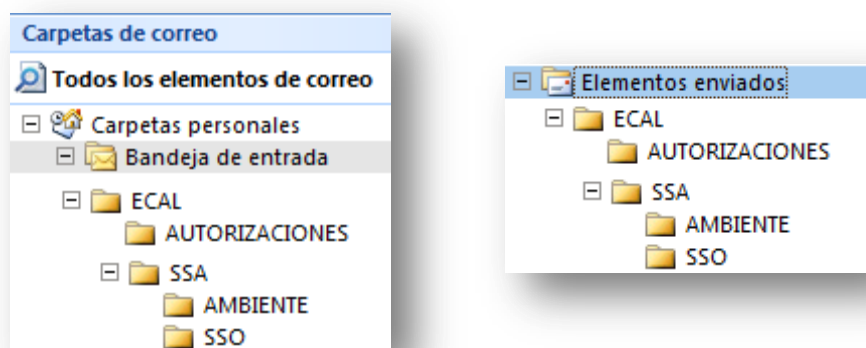 Carpetas de correo
Todos los elementos de correo
Carpetas personales
Bandeja de entrada
ECAL
AUTORIZACIONES
SSA
AMBIENTE
SSO
Elementos enviados
ECAL
AUTORIZACIONES
SSA
AMBIENTE
SSO